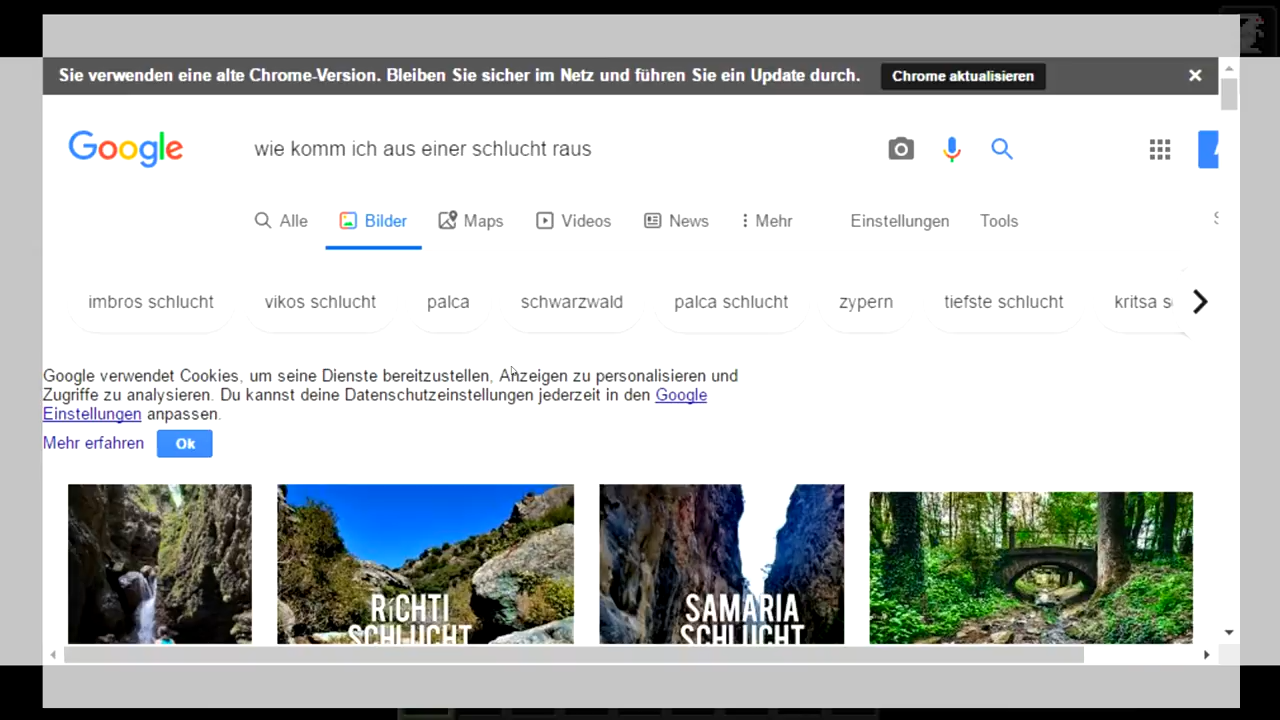 Sie verwenden eine alte Chrome-Version. Bleiben Sie sicher im Netz und führen Sie ein Update durch. Chrome aktualisieren
Google wie komm ich aus einer schlucht raus
Alle Bilder Maps Videos News Mehr Einstellungen Tools
imbros schlucht vikos schlucht palca schwarzwald palca schlucht zypern tiefste schlucht kritsa
Google verwendet Cookies, um seine Dienste bereitzustellen, Anzeigen zu personalisieren und
Zugriffe zu analysieren. Du kannst deine Datenschutzeinstellungen jederzeit in den Google
Einstellungen anpassen.
Mehr erfahren Ok
RICHTI
SCHLUCHT
SAMARIA
SCHLUCHT